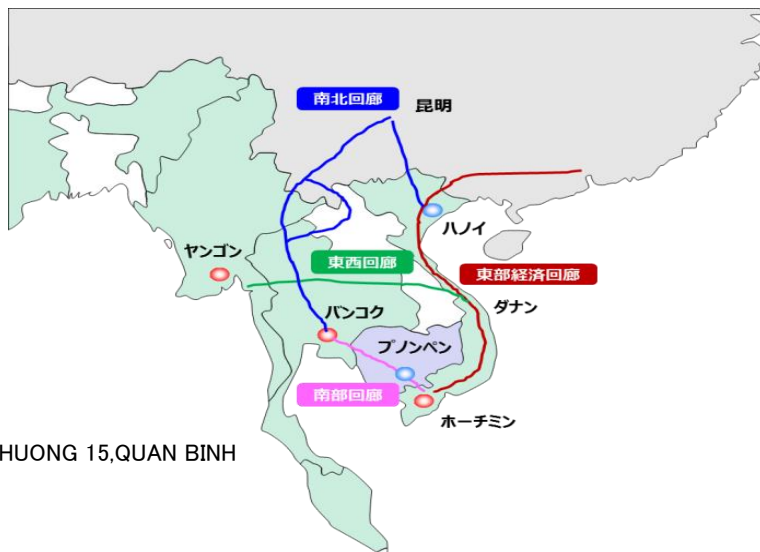 南北回廊
昆明
ハノイ
ヤンゴン
東西回廊
東部経済回廊
ダナン
バンコク
プノンペン
南部回廊
ホーチミン
HUONG 15,QUAN BINH